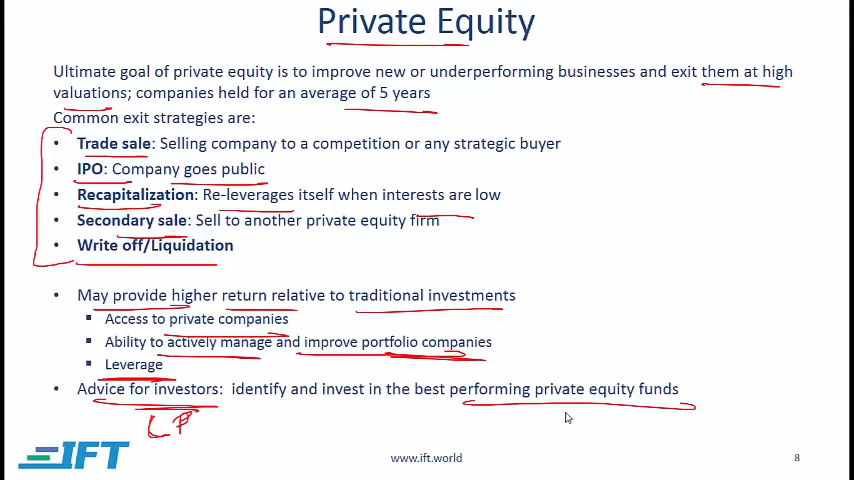 Private Equity
Ultimate goal of private equity is to improve new or underperforming businesses and exit them at high
valuations; companies held for an average of 5 years
Common exit strategies are:
• Trade sale: Selling company to a competition or any strategic buyer
• IPO: Company goes public
• Recapitalization: Re-leverages itself when interests are low
• Secondary sale: Sell to another private equity firm
• Write off/Liquidation
• May provide higher return relative to traditional investments
▪ Access to private companies
▪ Ability to actively manage and improve portfolio companies
▪ Leverage
• Advice for investors: identify and invest in the best performing private equity funds
LP
IFT
www.ift.world
8